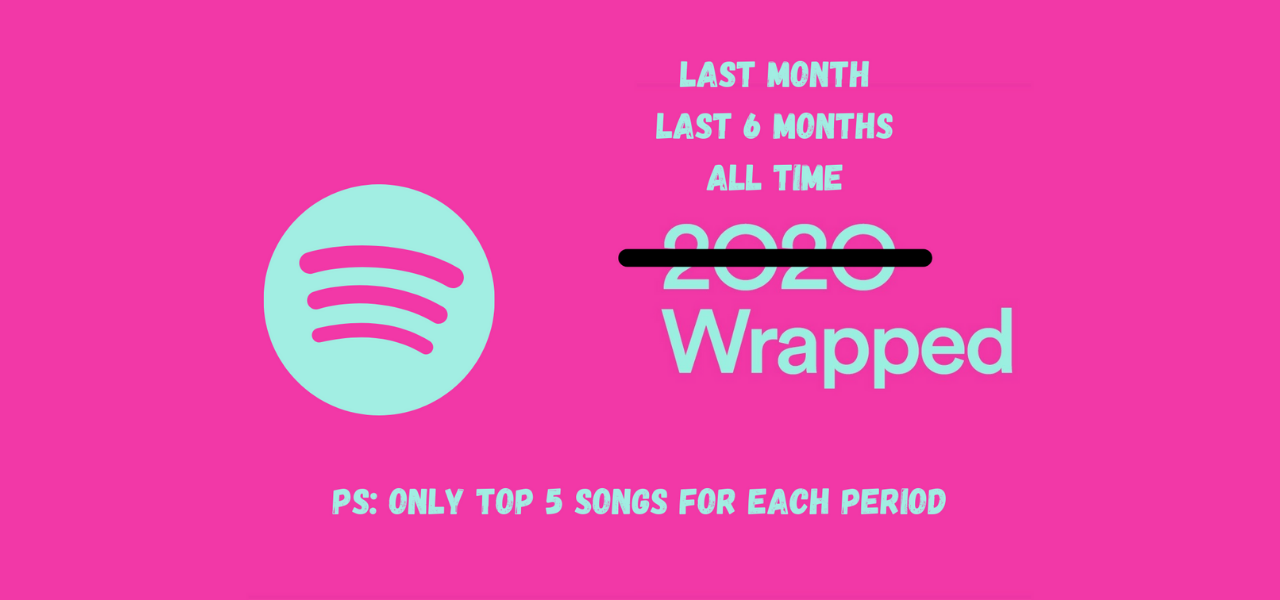 LAST MONTH
LAST 6 MONTHS
ALL TIME
2020
Wrapped
PS: ONLY TOP 5 SONGS FOR EACH PERIOD